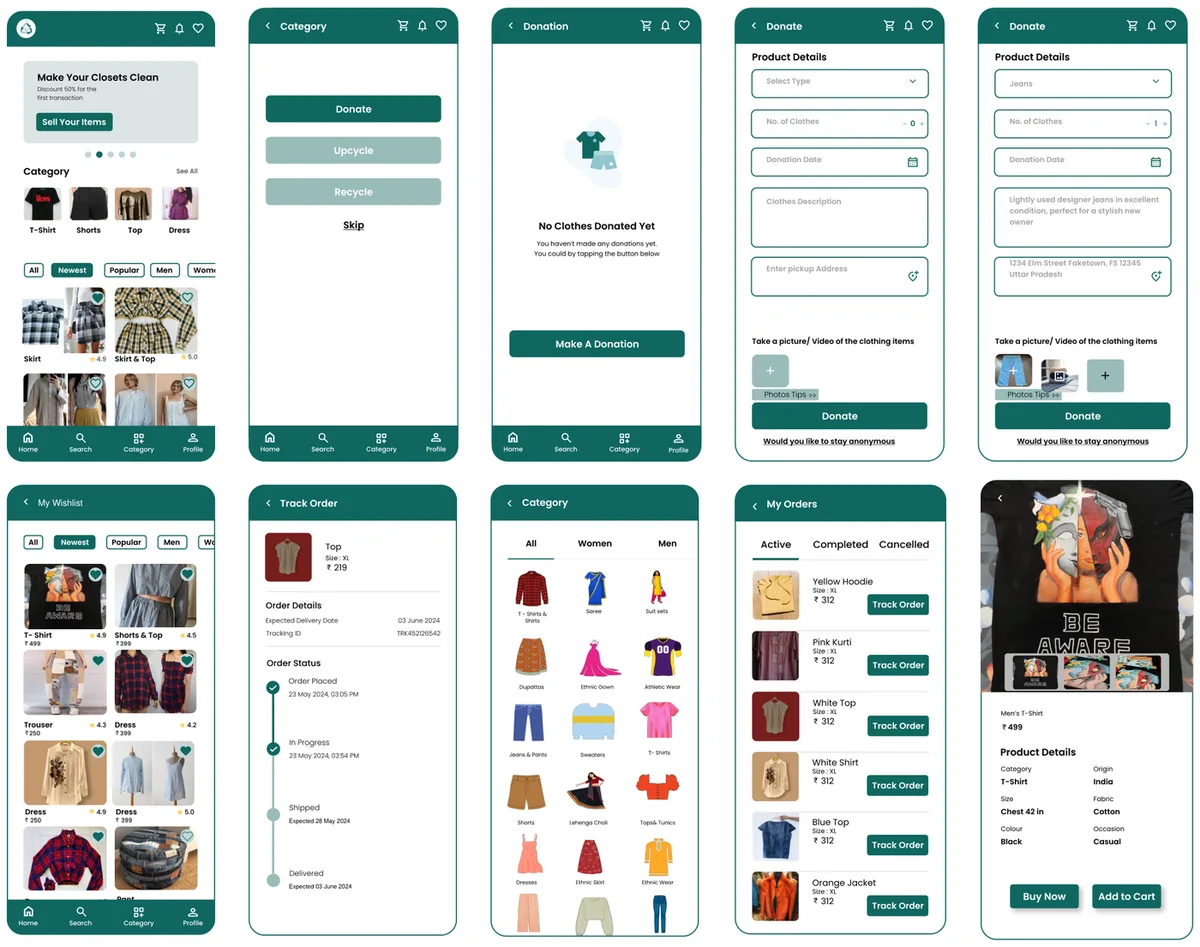 Make Your Closets Clean
Discount 50% for the
first transaction
Sell Your Items
Category
See All
THE BOYS
T-Shirt
Shorts
Top
Dress
All
Newest
Popular
Men
Wome
Skirt
4.9
Skirt & Top
5.0
Home
Search
Category
Profile
Category
Donate
Upcycle
Recycle
Skip
Home
Search
Category
Profile
Donation
No Clothes Donated Yet
You haven't made any donations yet.
You could by tapping the button below
Make A Donation
Home
Search
Category
Profile
Donate
Product Details
Select Type
No. of Clothes
- 0 +
Donation Date
Clothes Description
Enter pickup Address
Take a picture/ Video of the clothing items
+
Photos Tips >>
Donate
Would you like to stay anonymous
Donate
Product Details
Jeans
No. of Clothes
- 1 +
Donation Date
Lightly used designer jeans in excellent
condition, perfect for a stylish new
owner
1234 Elm Street Faketown, FS 12345
Uttar Pradesh
Take a picture/ Video of the clothing items
+
+
Photos Tips >>
Donate
Would you like to stay anonymous
My Wishlist
All
Newest
Popular
Men
Wo
BE
AWARE
T- Shirt
4.9
₹ 499
Shorts & Top
4.5
₹ 399
Trouser
4.3
₹ 250
Dress
4.2
₹ 399
Dress
4.9
₹ 250
Dress
5.0
₹ 399
Home
Search
Category
Profile
Track Order
Top
Size : XL
₹ 219
Order Details
Expected Delivery Date
03 June 2024
Tracking ID
TRK452126542
Order Status
Order Placed
23 May 2024, 03:05 PM
In Progress
23 May 2024, 03:54 PM
Shipped
Expected 28 May 2024
Delivered
Expected 03 June 2024
Category
All
Women
Men
T - Shirts &
Shirts
Saree
Suit sets
00
Dupattas
Ethnic Gown
Athletic Wear
Jeans & Pants
Sweaters
T- Shirts
Shorts
Lehenga Choli
Tops& Tunics
Dresses
Ethnic Skirt
Ethnic Wear
My Orders
Active
Completed
Cancelled
Yellow Hoodie
Size : XL
₹ 312
Track Order
Pink Kurti
Size : XL
₹ 312
Track Order
White Top
Size : XL
₹ 312
Track Order
White Shirt
Size : XL
₹ 312
Track Order
Blue Top
Size : XL
₹ 312
Track Order
Orange Jacket
Size : XL
₹ 312
Track Order
BE
AWARE
Men's T-Shirt
₹ 499
Product Details
Category
Origin
T-Shirt
India
Size
Fabric
Chest 42 in
Cotton
Colour
Occasion
Black
Casual
Buy Now
Add to Cart